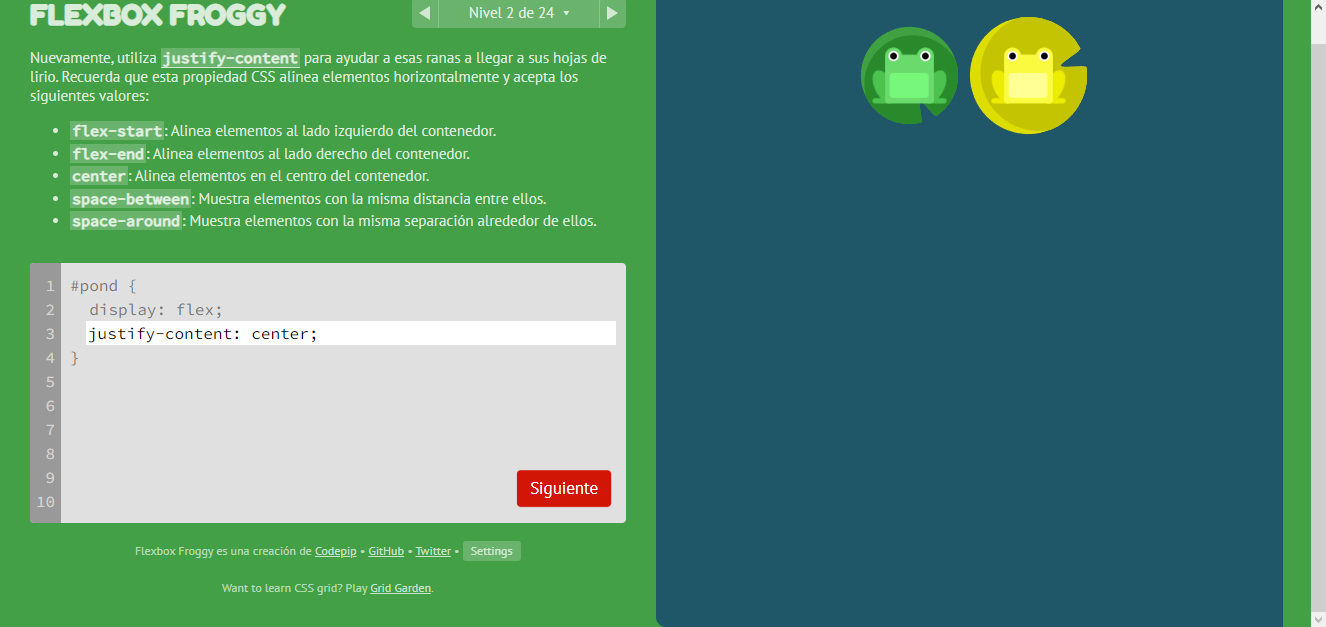 FLEXBOX FROGGY
Nivel 2 de 24
Nuevamente, utiliza justify-content para ayudar a esas ranas a llegar a sus hojas de
lirio. Recuerda que esta propiedad CSS alinea elementos horizontalmente y acepta los
siguientes valores:
• flex-start: Alinea elementos al lado izquierdo del contenedor.
• flex-end: Alinea elementos al lado derecho del contenedor.
• center: Alinea elementos en el centro del contenedor.
• space-between: Muestra elementos con la misma distancia entre ellos.
• space-around: Muestra elementos con la misma separación alrededor de ellos.
1 #pond {
2 display: flex;
3 justify-content: center;
4 }
5
6
7
8
9
10
Siguiente
Flexbox Froggy es una creación de Codepip • GitHub • Twitter • Settings
Want to learn CSS grid? Play Grid Garden.